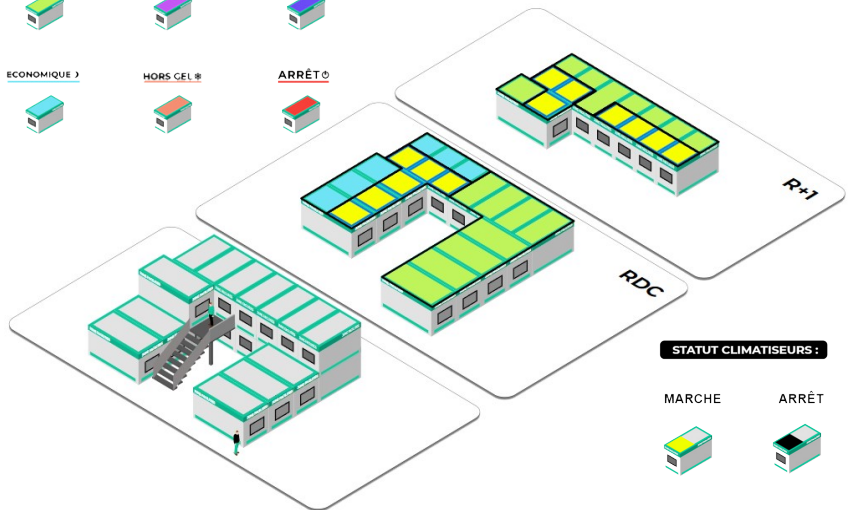 ECONOMIQUE ☽
HORS GEL ❄
ARRÊT ⏻
R+1
RDC
STATUT CLIMATISEURS :
MARCHE
ARRÊT